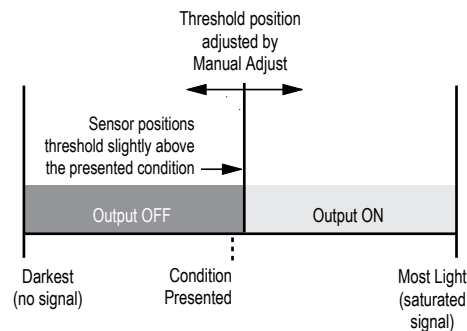 Threshold position
adjusted by
Manual Adjust
Sensor positions
threshold slightly above
the presented condition
Output OFF
Output ON
Darkest
(no signal)
Condition
Presented
Most Light
(saturated
signal)